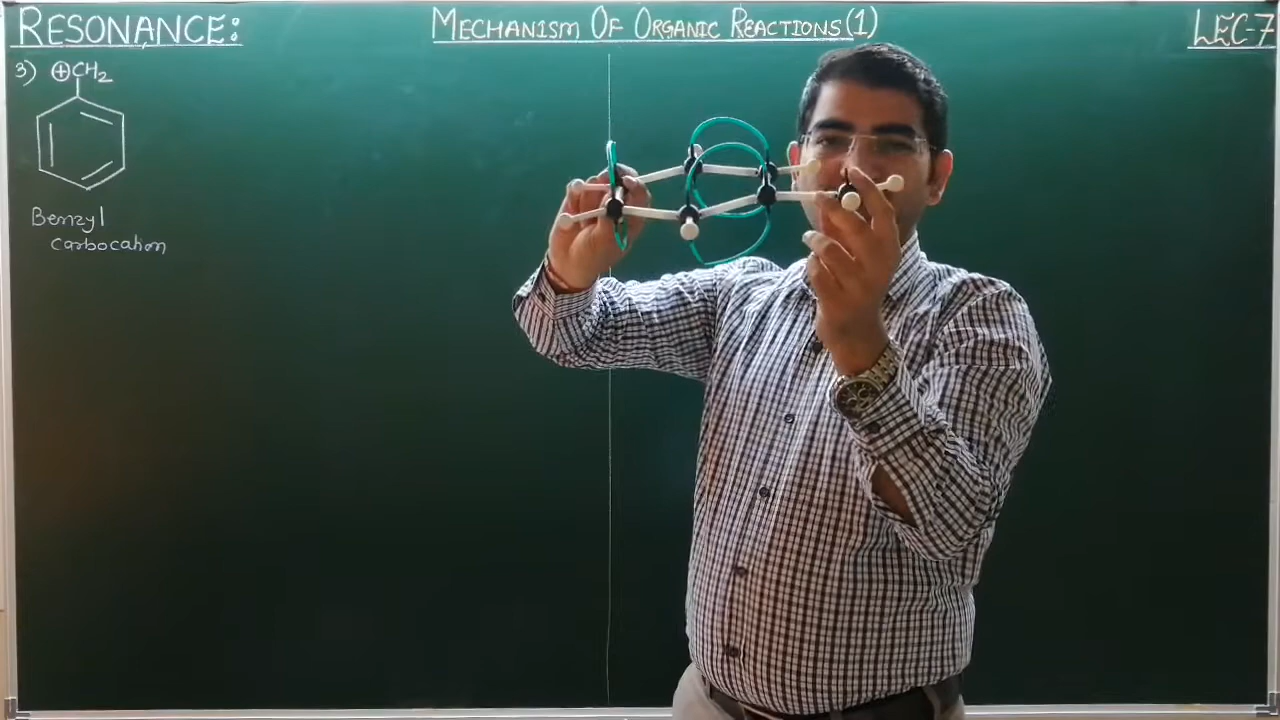 RESONANCE:
MECHANISM OF ORGANIC REACTIONS(1)
LEC-7
3) ⊕CH₂
Benzyl
carbocation